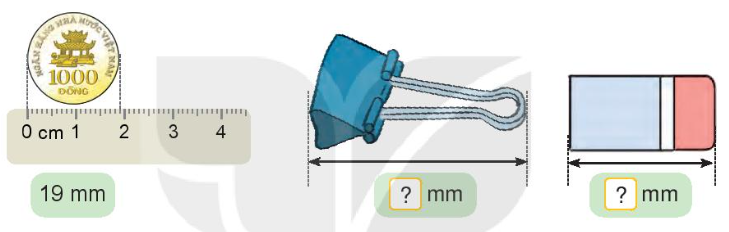 NGÂN HÀNG NHÀ NƯỚC VIỆT NAM
1000
ĐỒNG
0 cm 1 2 3 4
19 mm
? mm
? mm